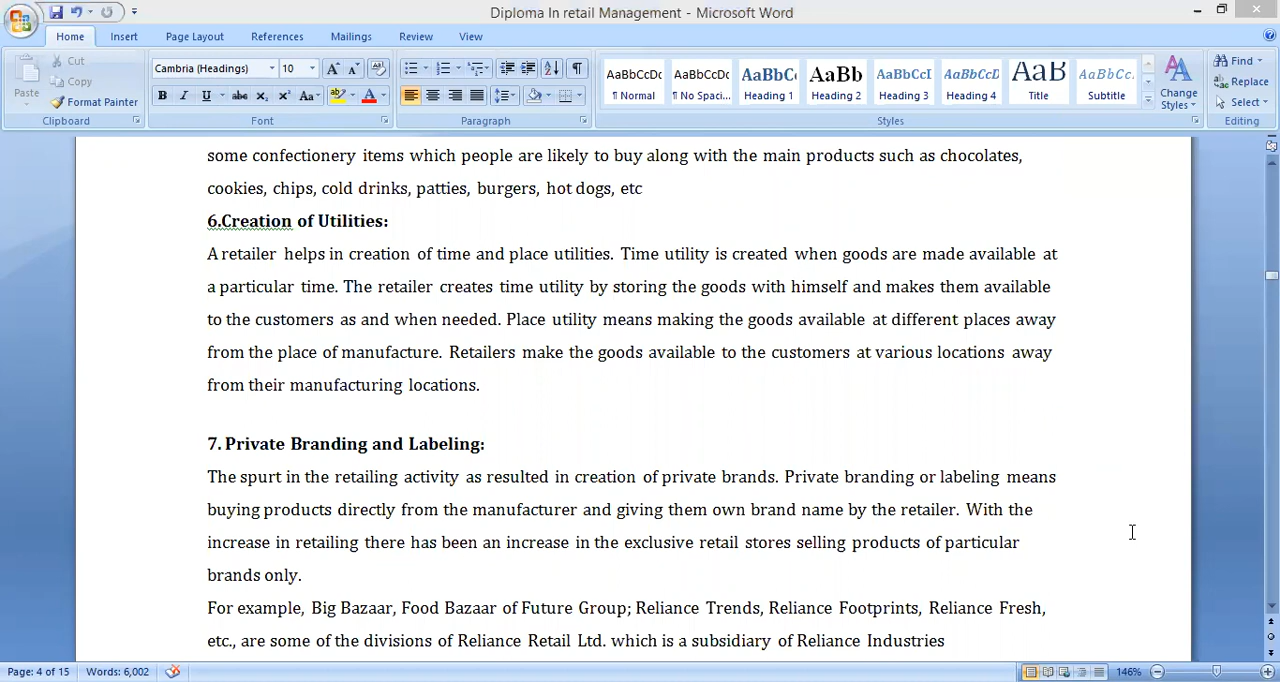 Diploma In retail Management - Microsoft Word
Home Insert Page Layout References Mailings Review View
Paste
Cut
Copy
Format Painter
Clipboard
Cambria (Headings) 10
Font
Paragraph
AaBbCcDc AaBbCcDc AaBbC AaBb AaBbCcI AaBbCcD AaB AaBbCc.
¶ Normal ¶ No Spaci... Heading 1 Heading 2 Heading 3 Heading 4 Title Subtitle
Change Styles
Styles
Find
Replace
Select
Editing
some confectionery items which people are likely to buy along with the main products such as chocolates,
cookies, chips, cold drinks, patties, burgers, hot dogs, etc
6.Creation of Utilities:
A retailer helps in creation of time and place utilities. Time utility is created when goods are made available at
a particular time. The retailer creates time utility by storing the goods with himself and makes them available
to the customers as and when needed. Place utility means making the goods available at different places away
from the place of manufacture. Retailers make the goods available to the customers at various locations away
from their manufacturing locations.
7. Private Branding and Labeling:
The spurt in the retailing activity as resulted in creation of private brands. Private branding or labeling means
buying products directly from the manufacturer and giving them own brand name by the retailer. With the
increase in retailing there has been an increase in the exclusive retail stores selling products of particular
brands only.
For example, Big Bazaar, Food Bazaar of Future Group; Reliance Trends, Reliance Footprints, Reliance Fresh,
etc., are some of the divisions of Reliance Retail Ltd. which is a subsidiary of Reliance Industries
Page: 4 of 15 Words: 6,002 146%